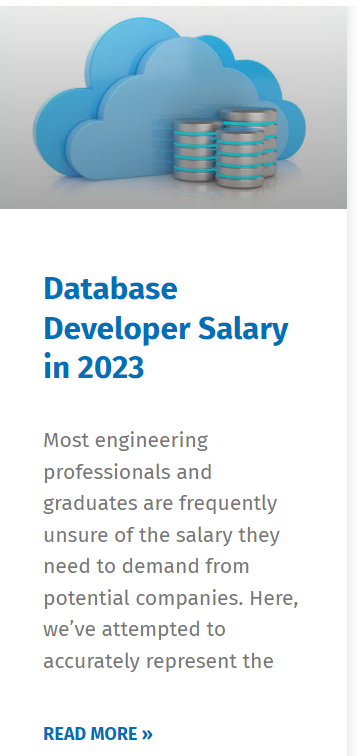 Database
Developer Salary
in 2023
Most engineering
professionals and
graduates are frequently
unsure of the salary they
need to demand from
potential companies. Here,
we’ve attempted to
accurately represent the
READ MORE »